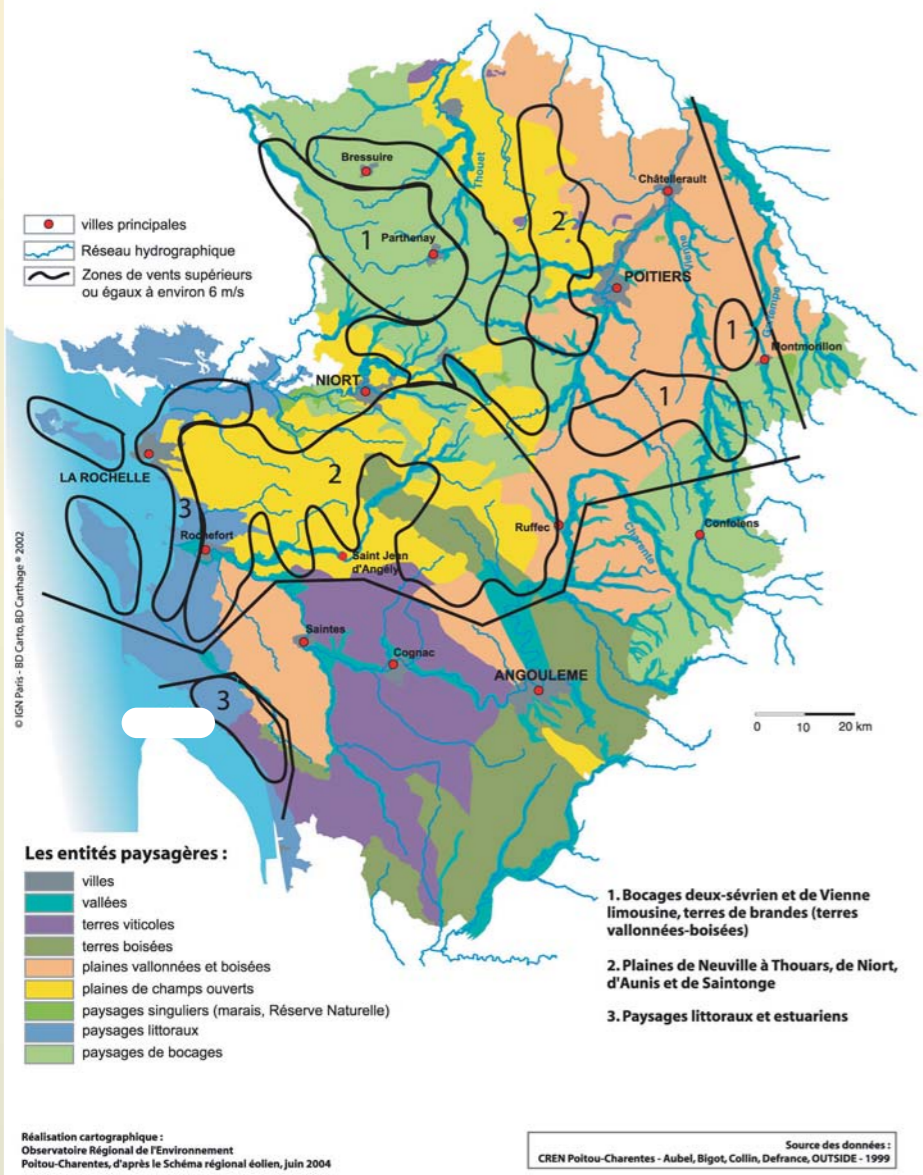 villes principales
Réseau hydrographique
Zones de vents supérieurs
ou égaux à environ 6 m/s
Bressuire
Thouet
1
Parthenay
2
Châtellerault
Vienne
POITIERS
Gartempe
1
Montmorillon
NIORT
1
LA ROCHELLE
2
3
Rochefort
Ruffec
Charente
Confolens
Saint Jean
d'Angély
Saintes
Cognac
ANGOULEME
3
0 10 20 km
© IGN Paris - BD Carto, BD Carthage ® 2002
Les entités paysagères :
villes
vallées
terres viticoles
terres boisées
plaines vallonnées et boisées
plaines de champs ouverts
paysages singuliers (marais, Réserve Naturelle)
paysages littoraux
paysages de bocages
1. Bocages deux-sévrien et de Vienne
limousine, terres de brandes (terres
vallonnées-boisées)
2. Plaines de Neuville à Thouars, de Niort,
d'Aunis et de Saintonge
3. Paysages littoraux et estuariens
Réalisation cartographique :
Observatoire Régional de l'Environnement
Poitou-Charentes, d'après le Schéma régional éolien, juin 2004
Source des données :
CREN Poitou-Charentes - Aubel, Bigot, Collin, Defrance, OUTSIDE - 1999